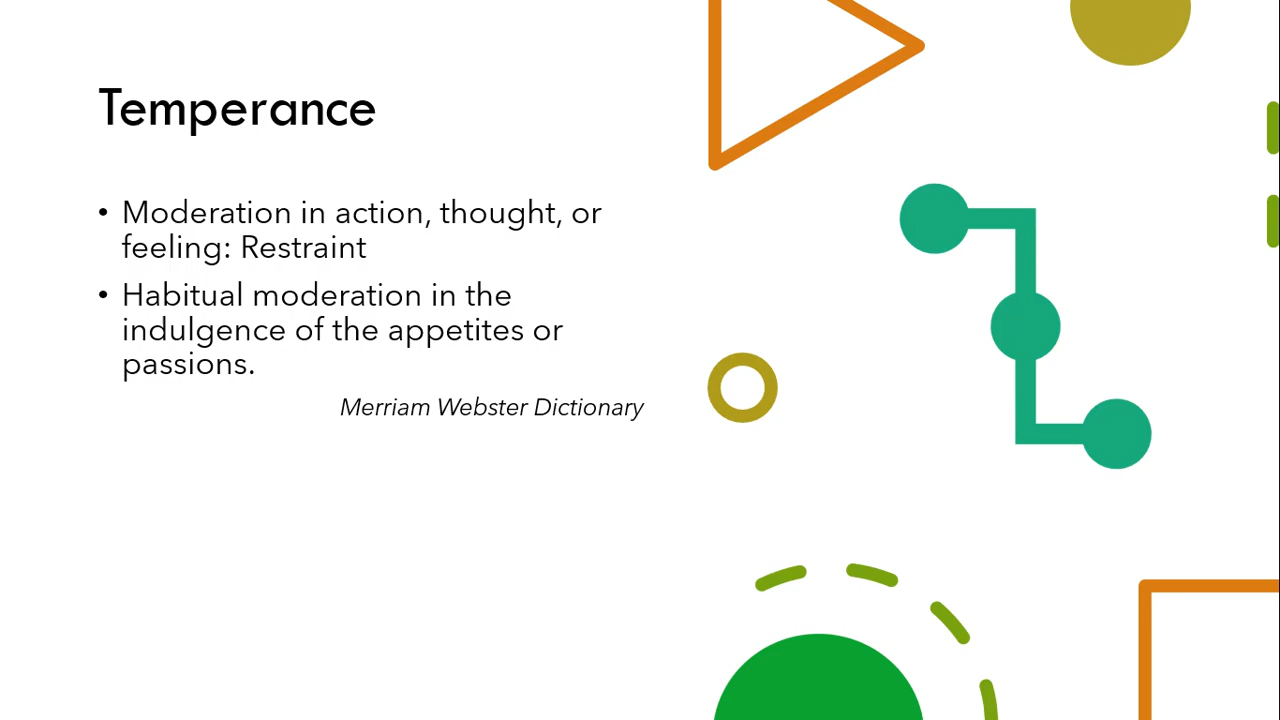 Temperance
• Moderation in action, thought, or
feeling: Restraint
• Habitual moderation in the
indulgence of the appetites or
passions.
Merriam Webster Dictionary